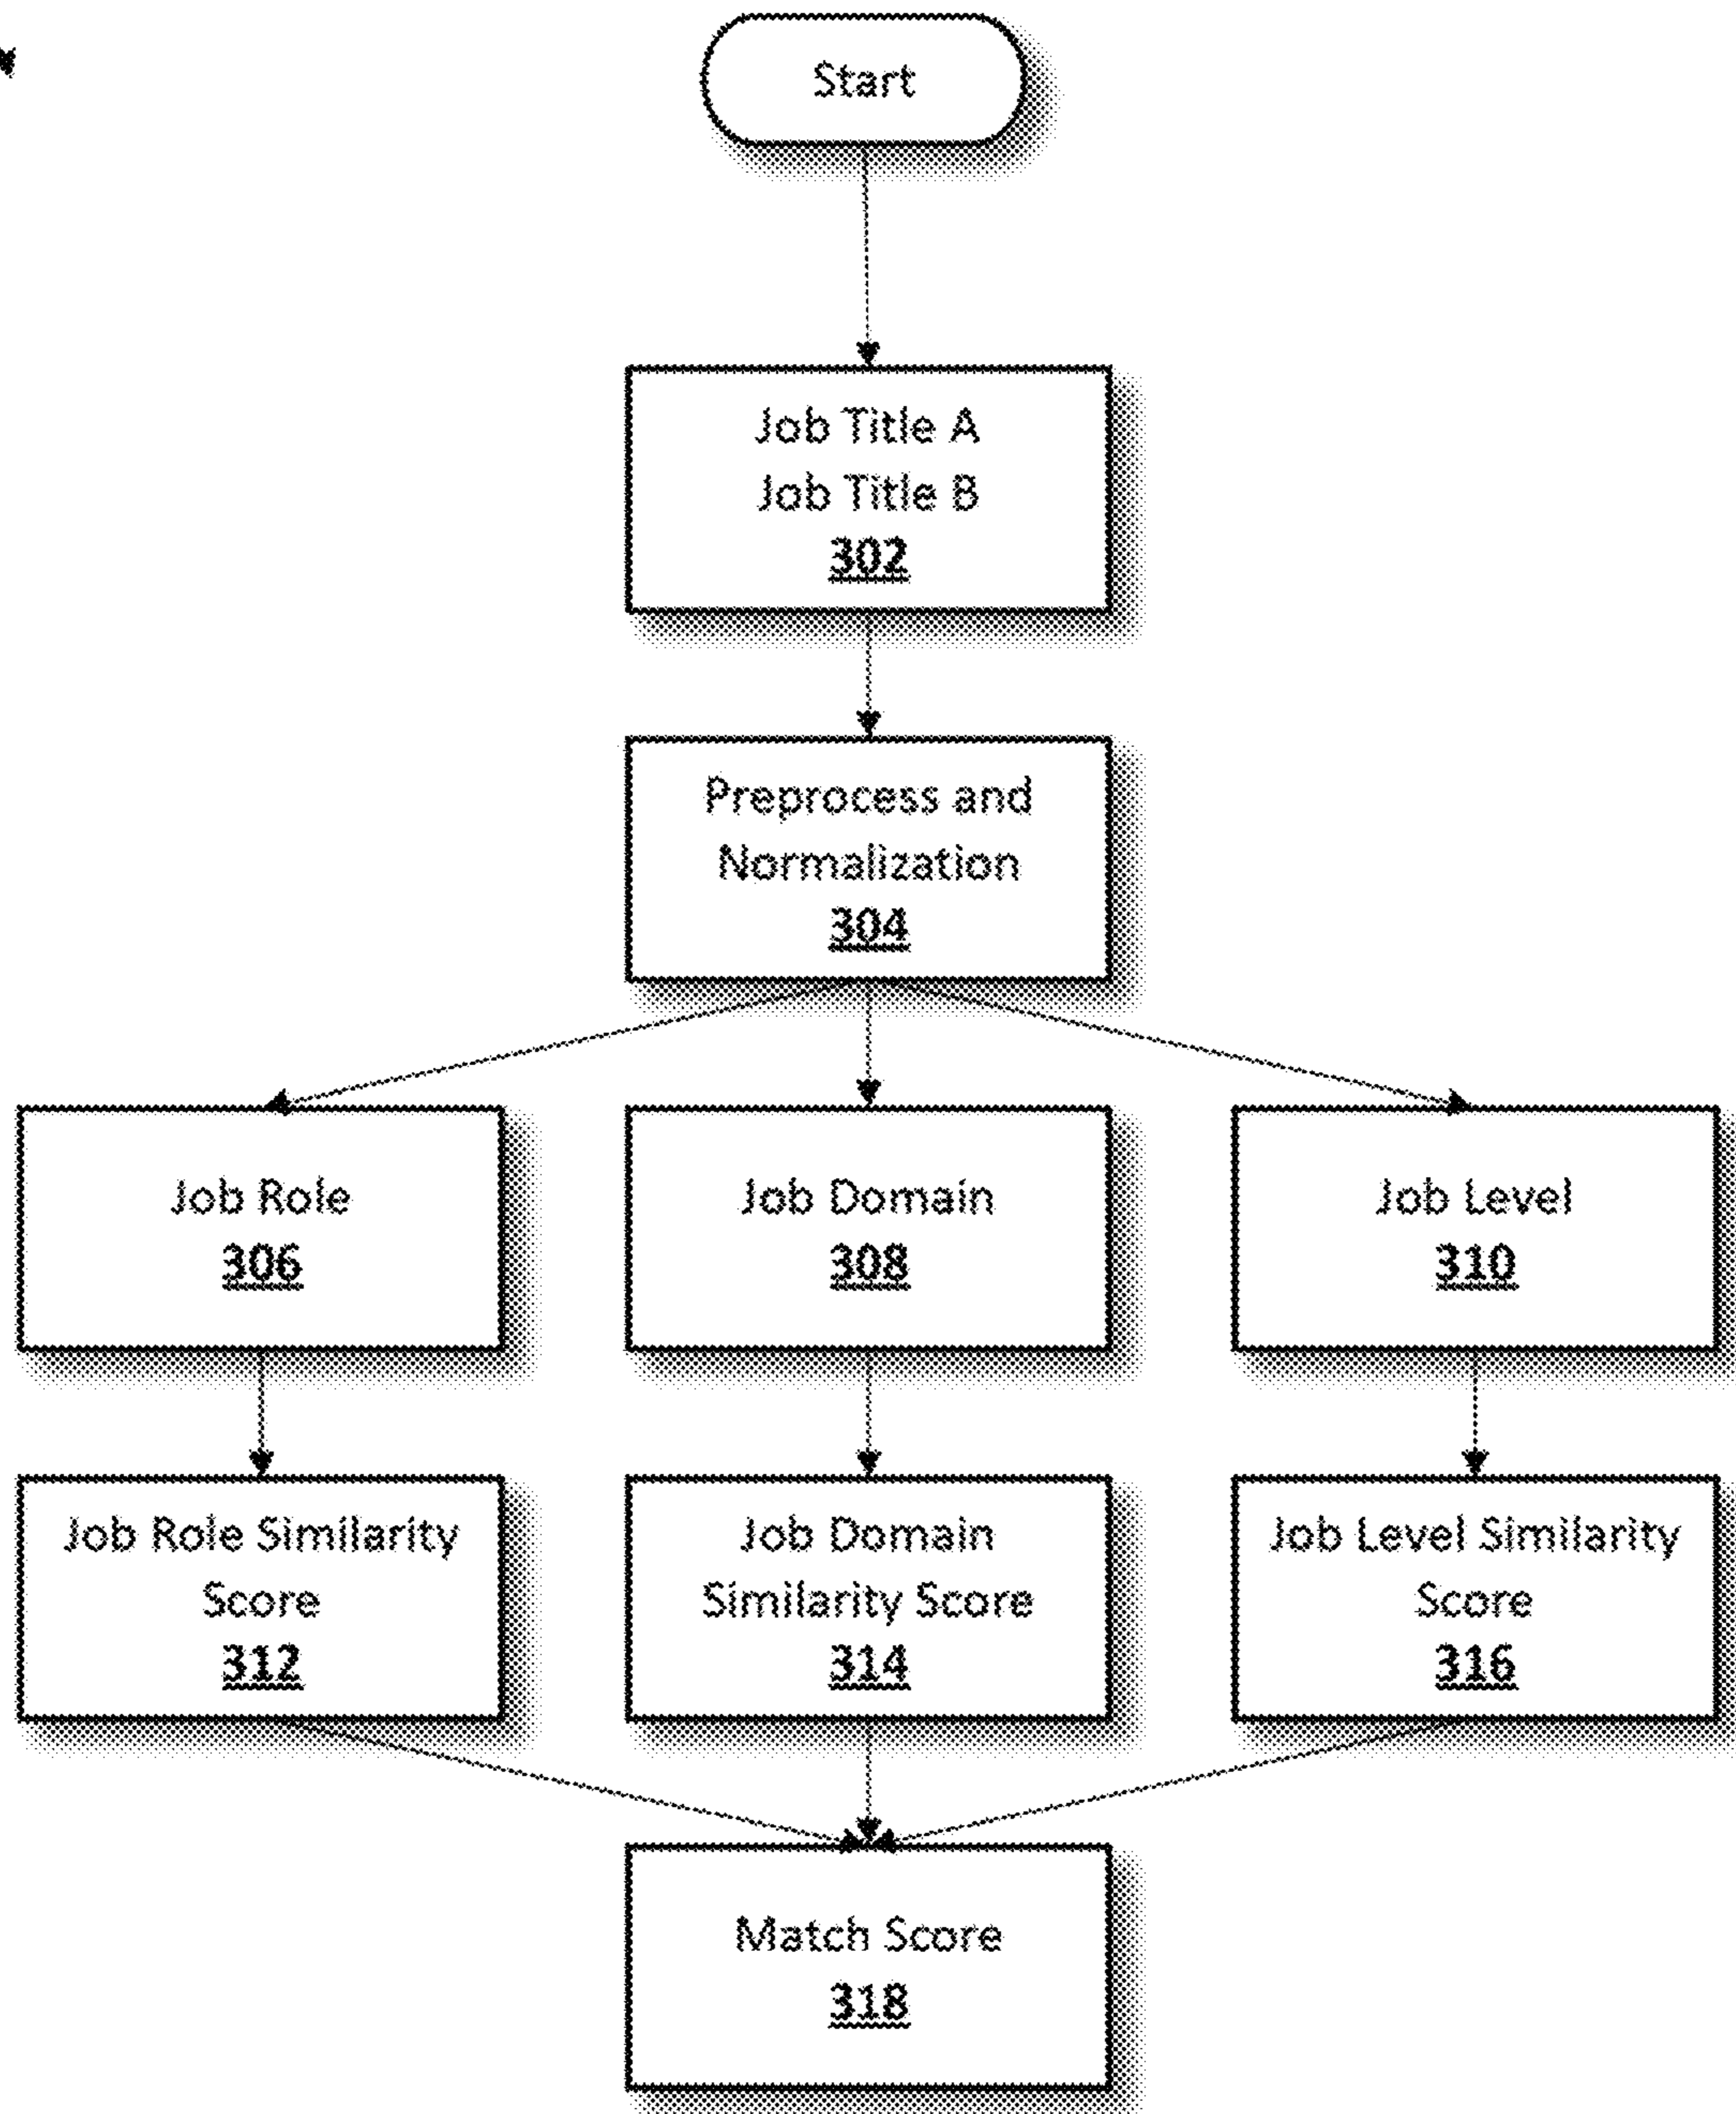 Start
Job Title A
Job Title B
302
Preprocess and
Normalization
304
Job Role
306
Job Domain
308
Job Level
310
Job Role Similarity
Score
312
Job Domain
Similarity Score
314
Job Level Similarity
Score
316
Match Score
318